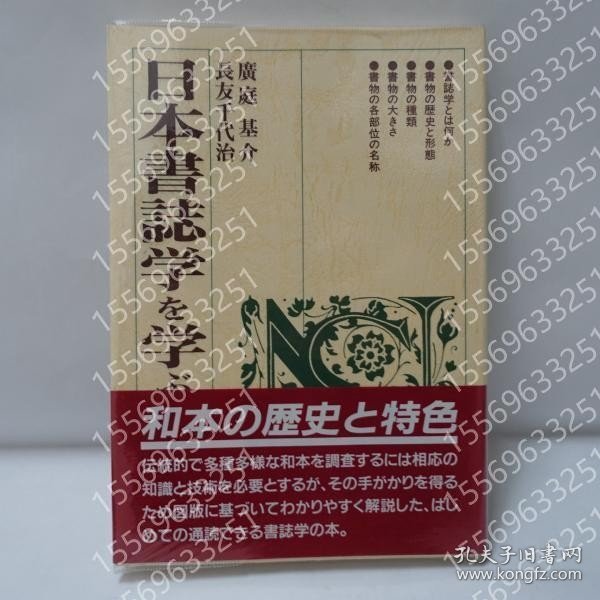 ●書誌学とは何か
●書物の歴史と形態
●書物の種類
●書物の大きさ
●書物の各部位の名称
廣庭基介
長友千代治
日本書誌学を学ぶ
和本の歴史と特色
伝統的で多種多様な和本を調査するには相応の
知識と技術を必要とするが、その手がかりを得る
ため図版に基づいてわかりやすく解説した、はじ
めての通読できる書誌学の本。
15569633251
孔夫子旧书网
www.kongfz.com